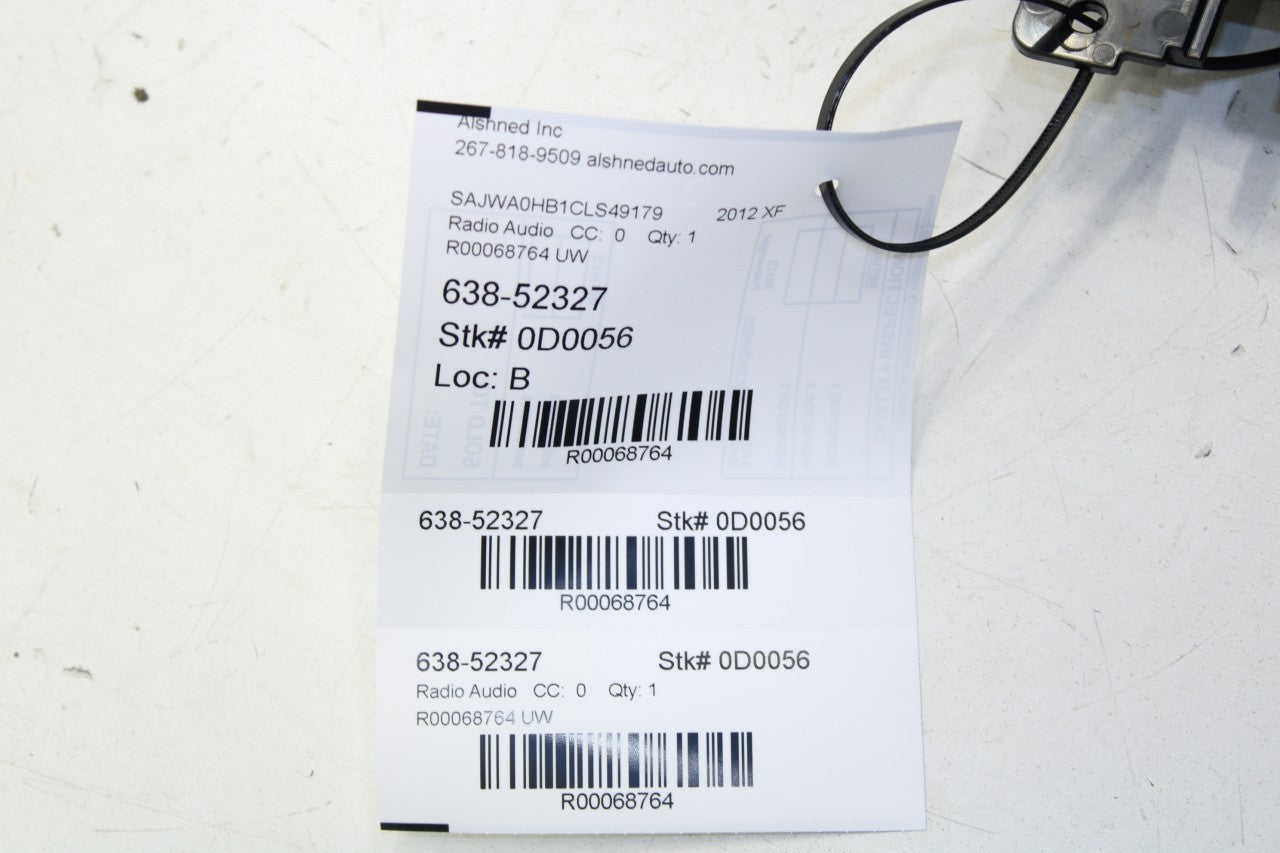 Alshned Inc
267-818-9509 alshnedauto.com
SAJWA0HB1CLS49179 2012 XF
Radio Audio CC: 0 Qty: 1
R00068764 UW
638-52327
Stk# 0D0056
Loc: B
R00068764
638-52327 Stk# 0D0056
R00068764
638-52327 Stk# 0D0056
Radio Audio CC: 0 Qty: 1
R00068764 UW
R00068764